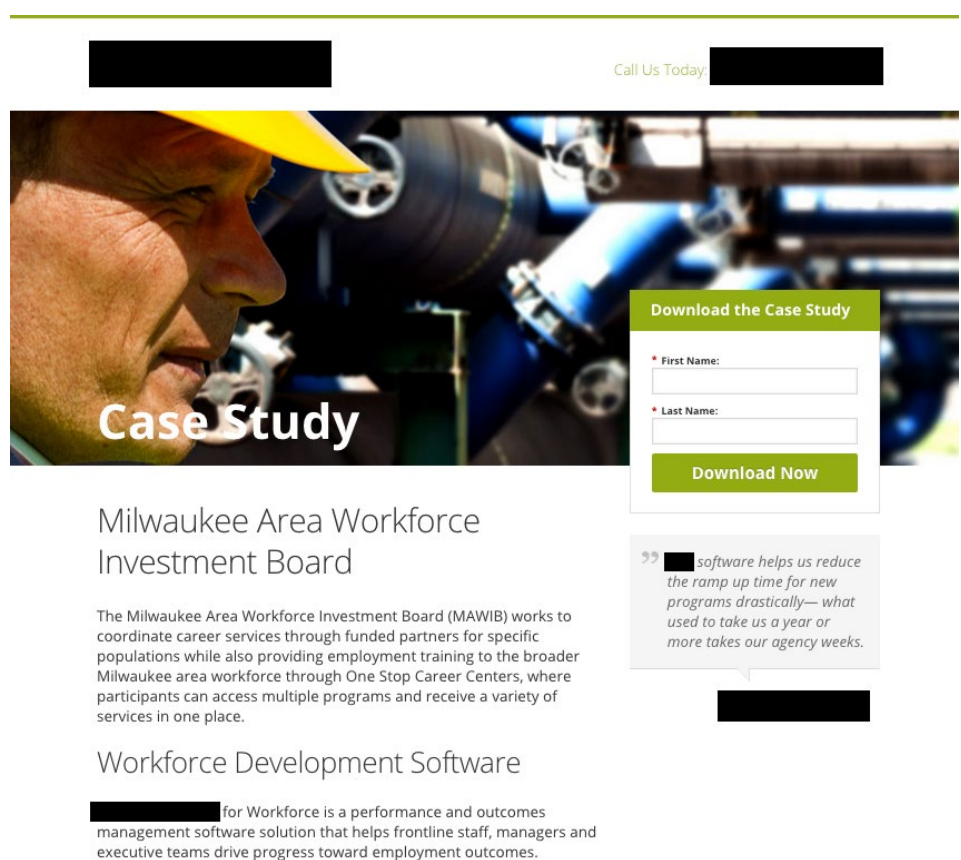 Call Us Today:
Case Study
Download the Case Study
* First Name:
* Last Name:
Download Now
Milwaukee Area Workforce
Investment Board
The Milwaukee Area Workforce Investment Board (MAWIB) works to
coordinate career services through funded partners for specific
populations while also providing employment training to the broader
Milwaukee area workforce through One Stop Career Centers, where
participants can access multiple programs and receive a variety of
services in one place.
” software helps us reduce
the ramp up time for new
programs drastically— what
used to take us a year or
more takes our agency weeks.
Workforce Development Software
for Workforce is a performance and outcomes
management software solution that helps frontline staff, managers and
executive teams drive progress toward employment outcomes.